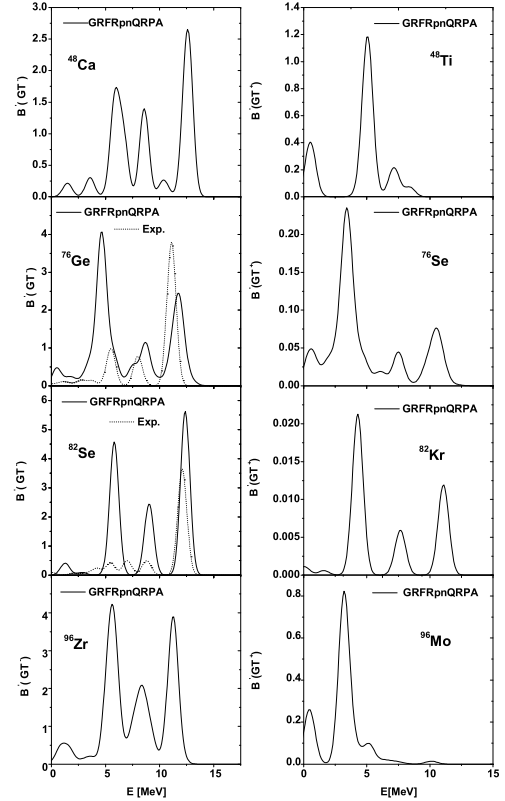 GRFRpnQRPA
48Ca
B'( GT-)
3.0
2.5
2.0
1.5
1.0
0.5
0.0
GRFRpnQRPA
48Ti
B'(GT+)
1.4
1.2
1.0
0.8
0.6
0.4
0.2
0.0
GRFRpnQRPA
Exp.
76Ge
B'( GT-)
4
3
2
1
0
GRFRpnQRPA
76Se
B'(GT+)
0.20
0.15
0.10
0.05
0.00
GRFRpnQRPA
Exp.
82Se
B'( GT-)
6
5
4
3
2
1
0
GRFRpnQRPA
82Kr
B'( GT+)
0.020
0.015
0.010
0.005
0.000
GRFRpnQRPA
96Zr
B'( GT-)
4
3
2
1
0
0 5 10 15
E [MeV]
GRFRpnQRPA
96Mo
B'(GT+)
0.8
0.6
0.4
0.2
0.0
0 5 10 15
E[MeV]